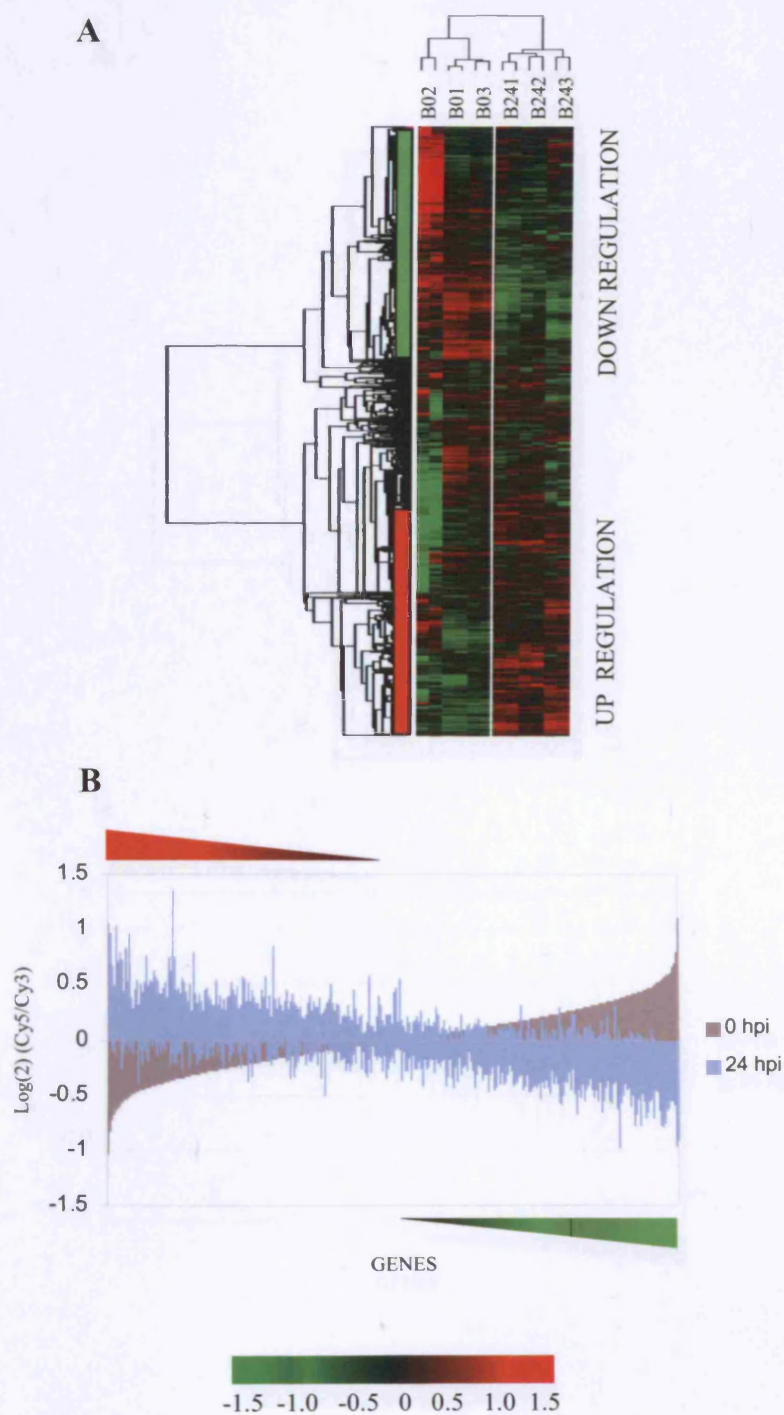 A
B02
B01
B03
B241
B242
B243
DOWN REGULATION
UP REGULATION
B
1.5
1
0.5
0
-0.5
-1
-1.5
Log(2) (Cy5/Cy3)
0 hpi
24 hpi
GENES
-1.5 -1.0 -0.5 0 0.5 1.0 1.5